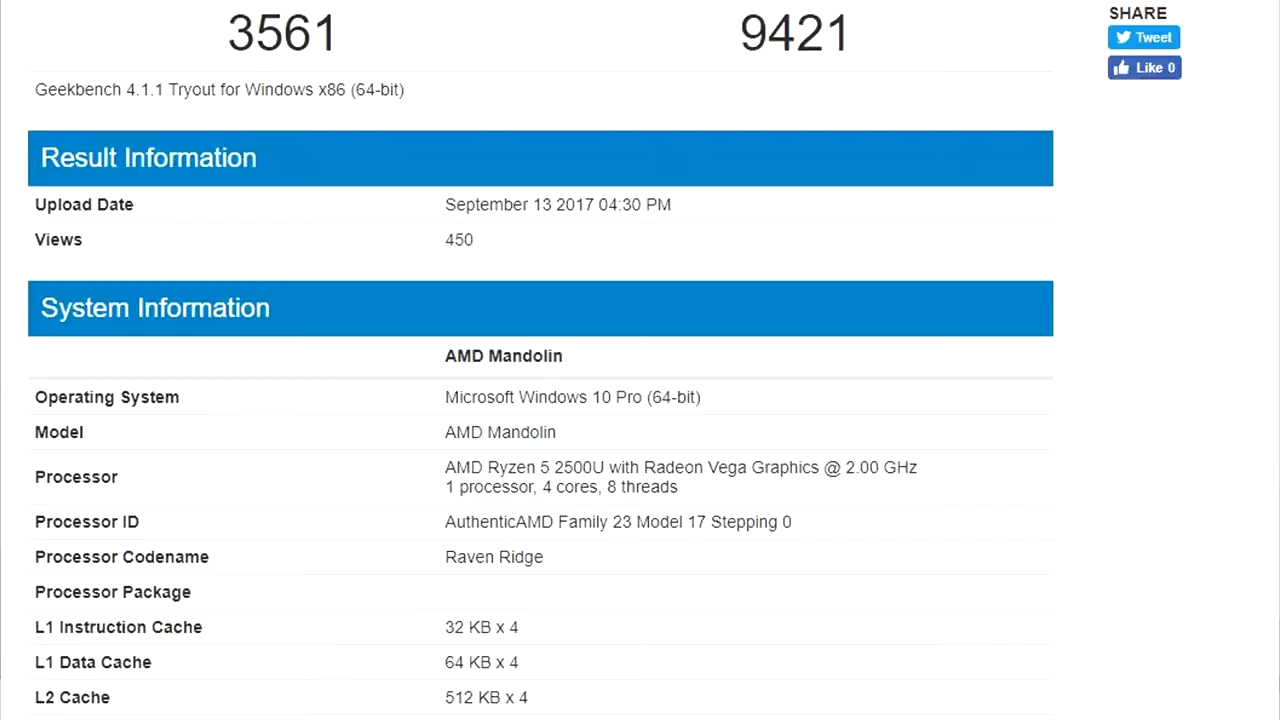 3561 9421
SHARE
Tweet
Like 0
Geekbench 4.1.1 Tryout for Windows x86 (64-bit)
Result Information
Upload Date September 13 2017 04:30 PM
Views 450
System Information
AMD Mandolin
Operating System Microsoft Windows 10 Pro (64-bit)
Model AMD Mandolin
Processor AMD Ryzen 5 2500U with Radeon Vega Graphics @ 2.00 GHz
1 processor, 4 cores, 8 threads
Processor ID AuthenticAMD Family 23 Model 17 Stepping 0
Processor Codename Raven Ridge
Processor Package
L1 Instruction Cache 32 KB x 4
L1 Data Cache 64 KB x 4
L2 Cache 512 KB x 4